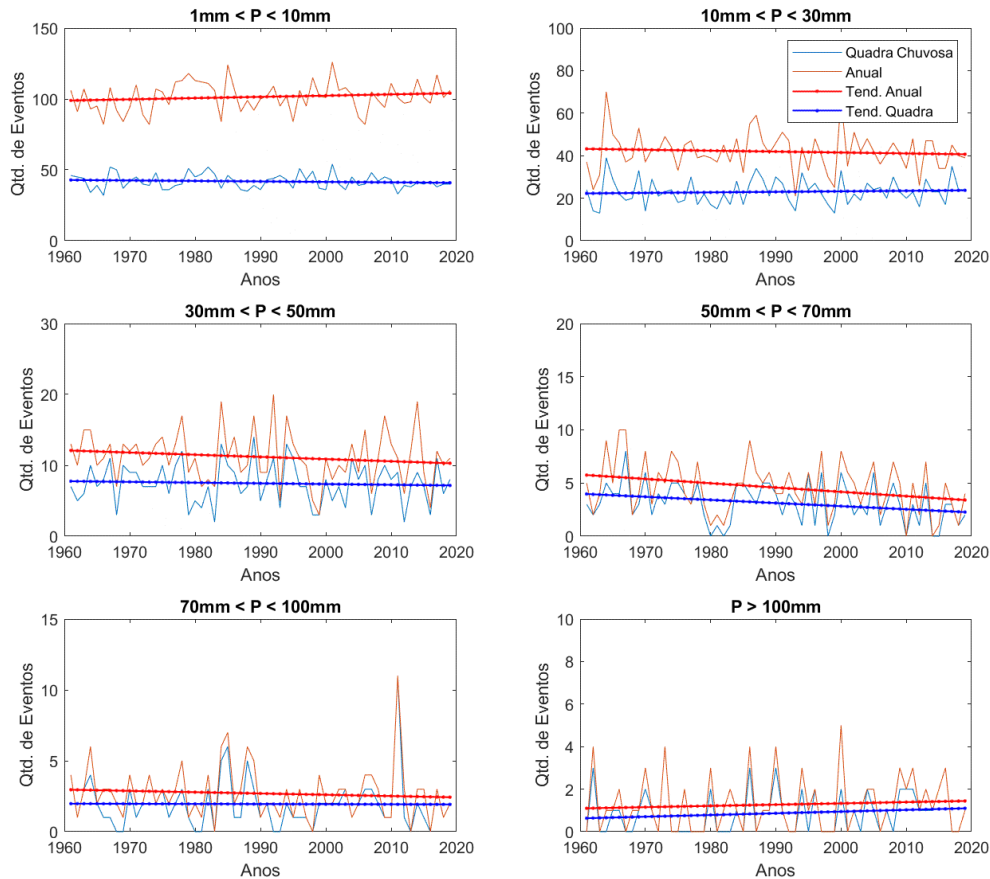 1mm < P < 10mm
150
100
50
0
Qtd. de Eventos
1960 1970 1980 1990 2000 2010 2020
Anos
10mm < P < 30mm
100
80
60
40
20
0
Qtd. de Eventos
Quadra Chuvosa
Anual
Tend. Anual
Tend. Quadra
1960 1970 1980 1990 2000 2010 2020
Anos
30mm < P < 50mm
30
20
10
0
Qtd. de Eventos
1960 1970 1980 1990 2000 2010 2020
Anos
50mm < P < 70mm
20
15
10
5
0
Qtd. de Eventos
1960 1970 1980 1990 2000 2010 2020
Anos
70mm < P < 100mm
15
10
5
0
Qtd. de Eventos
1960 1970 1980 1990 2000 2010 2020
Anos
P > 100mm
10
8
6
4
2
0
Qtd. de Eventos
1960 1970 1980 1990 2000 2010 2020
Anos